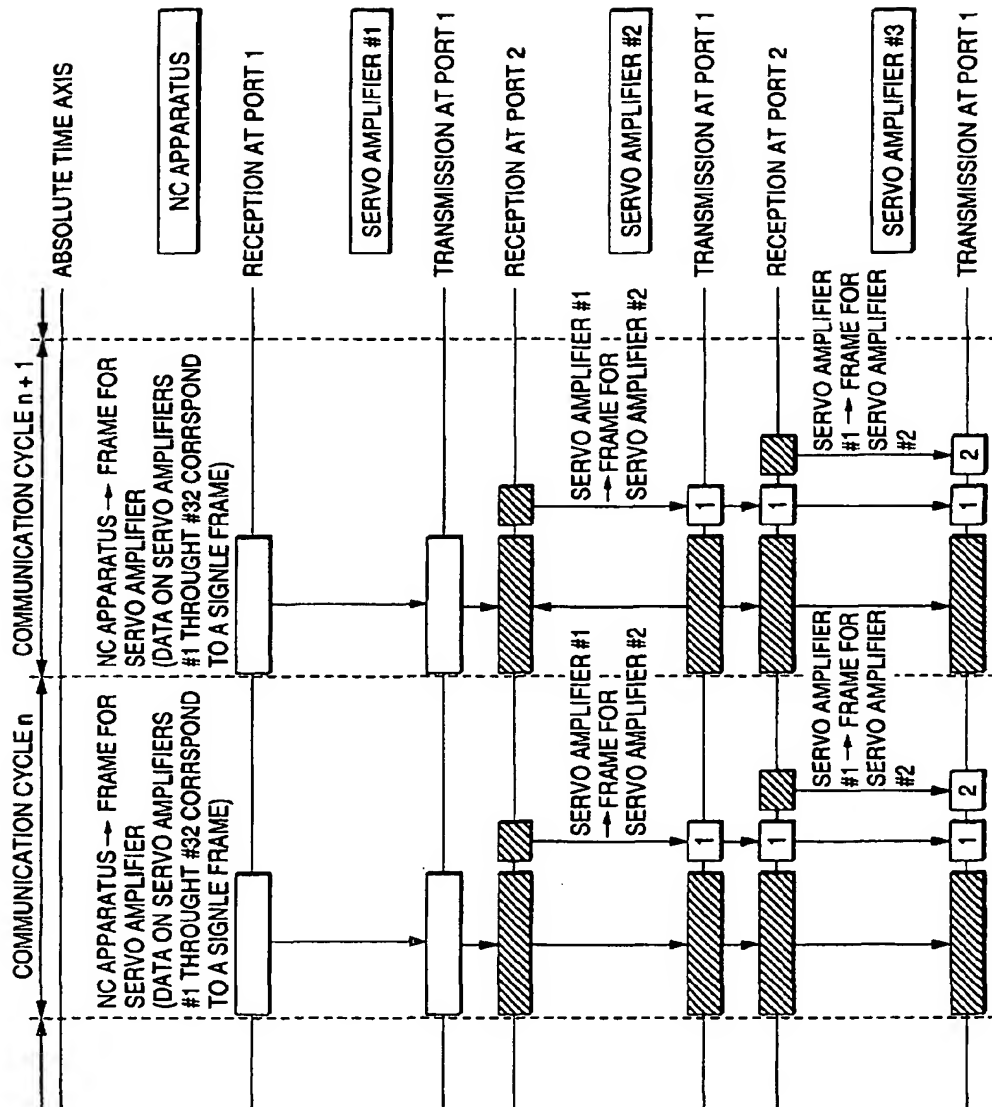 COMMUNICATION CYCLE n
COMMUNICATION CYCLE n + 1
ABSOLUTE TIME AXIS
NC APPARATUS → FRAME FOR
SERVO AMPLIFIER
(DATA ON SERVO AMPLIFIERS
#1 THROUGHT #32 CORRSPOND
TO A SIGNLE FRAME)
NC APPARATUS → FRAME FOR
SERVO AMPLIFIER
(DATA ON SERVO AMPLIFIERS
#1 THROUGHT #32 CORRSPOND
TO A SIGNLE FRAME)
NC APPARATUS
RECEPTION AT PORT 1
SERVO AMPLIFIER #1
TRANSMISSION AT PORT 1
RECEPTION AT PORT 2
SERVO AMPLIFIER #1
→ FRAME FOR
SERVO AMPLIFIER #2
SERVO AMPLIFIER #1
→ FRAME FOR
SERVO AMPLIFIER #2
SERVO AMPLIFIER #2
1
1
TRANSMISSION AT PORT 1
1
1
RECEPTION AT PORT 2
SERVO AMPLIFIER
#1 → FRAME FOR
SERVO AMPLIFIER
#2
SERVO AMPLIFIER
#1 → FRAME FOR
SERVO AMPLIFIER
#2
SERVO AMPLIFIER #3
1
2
1
2
TRANSMISSION AT PORT 1